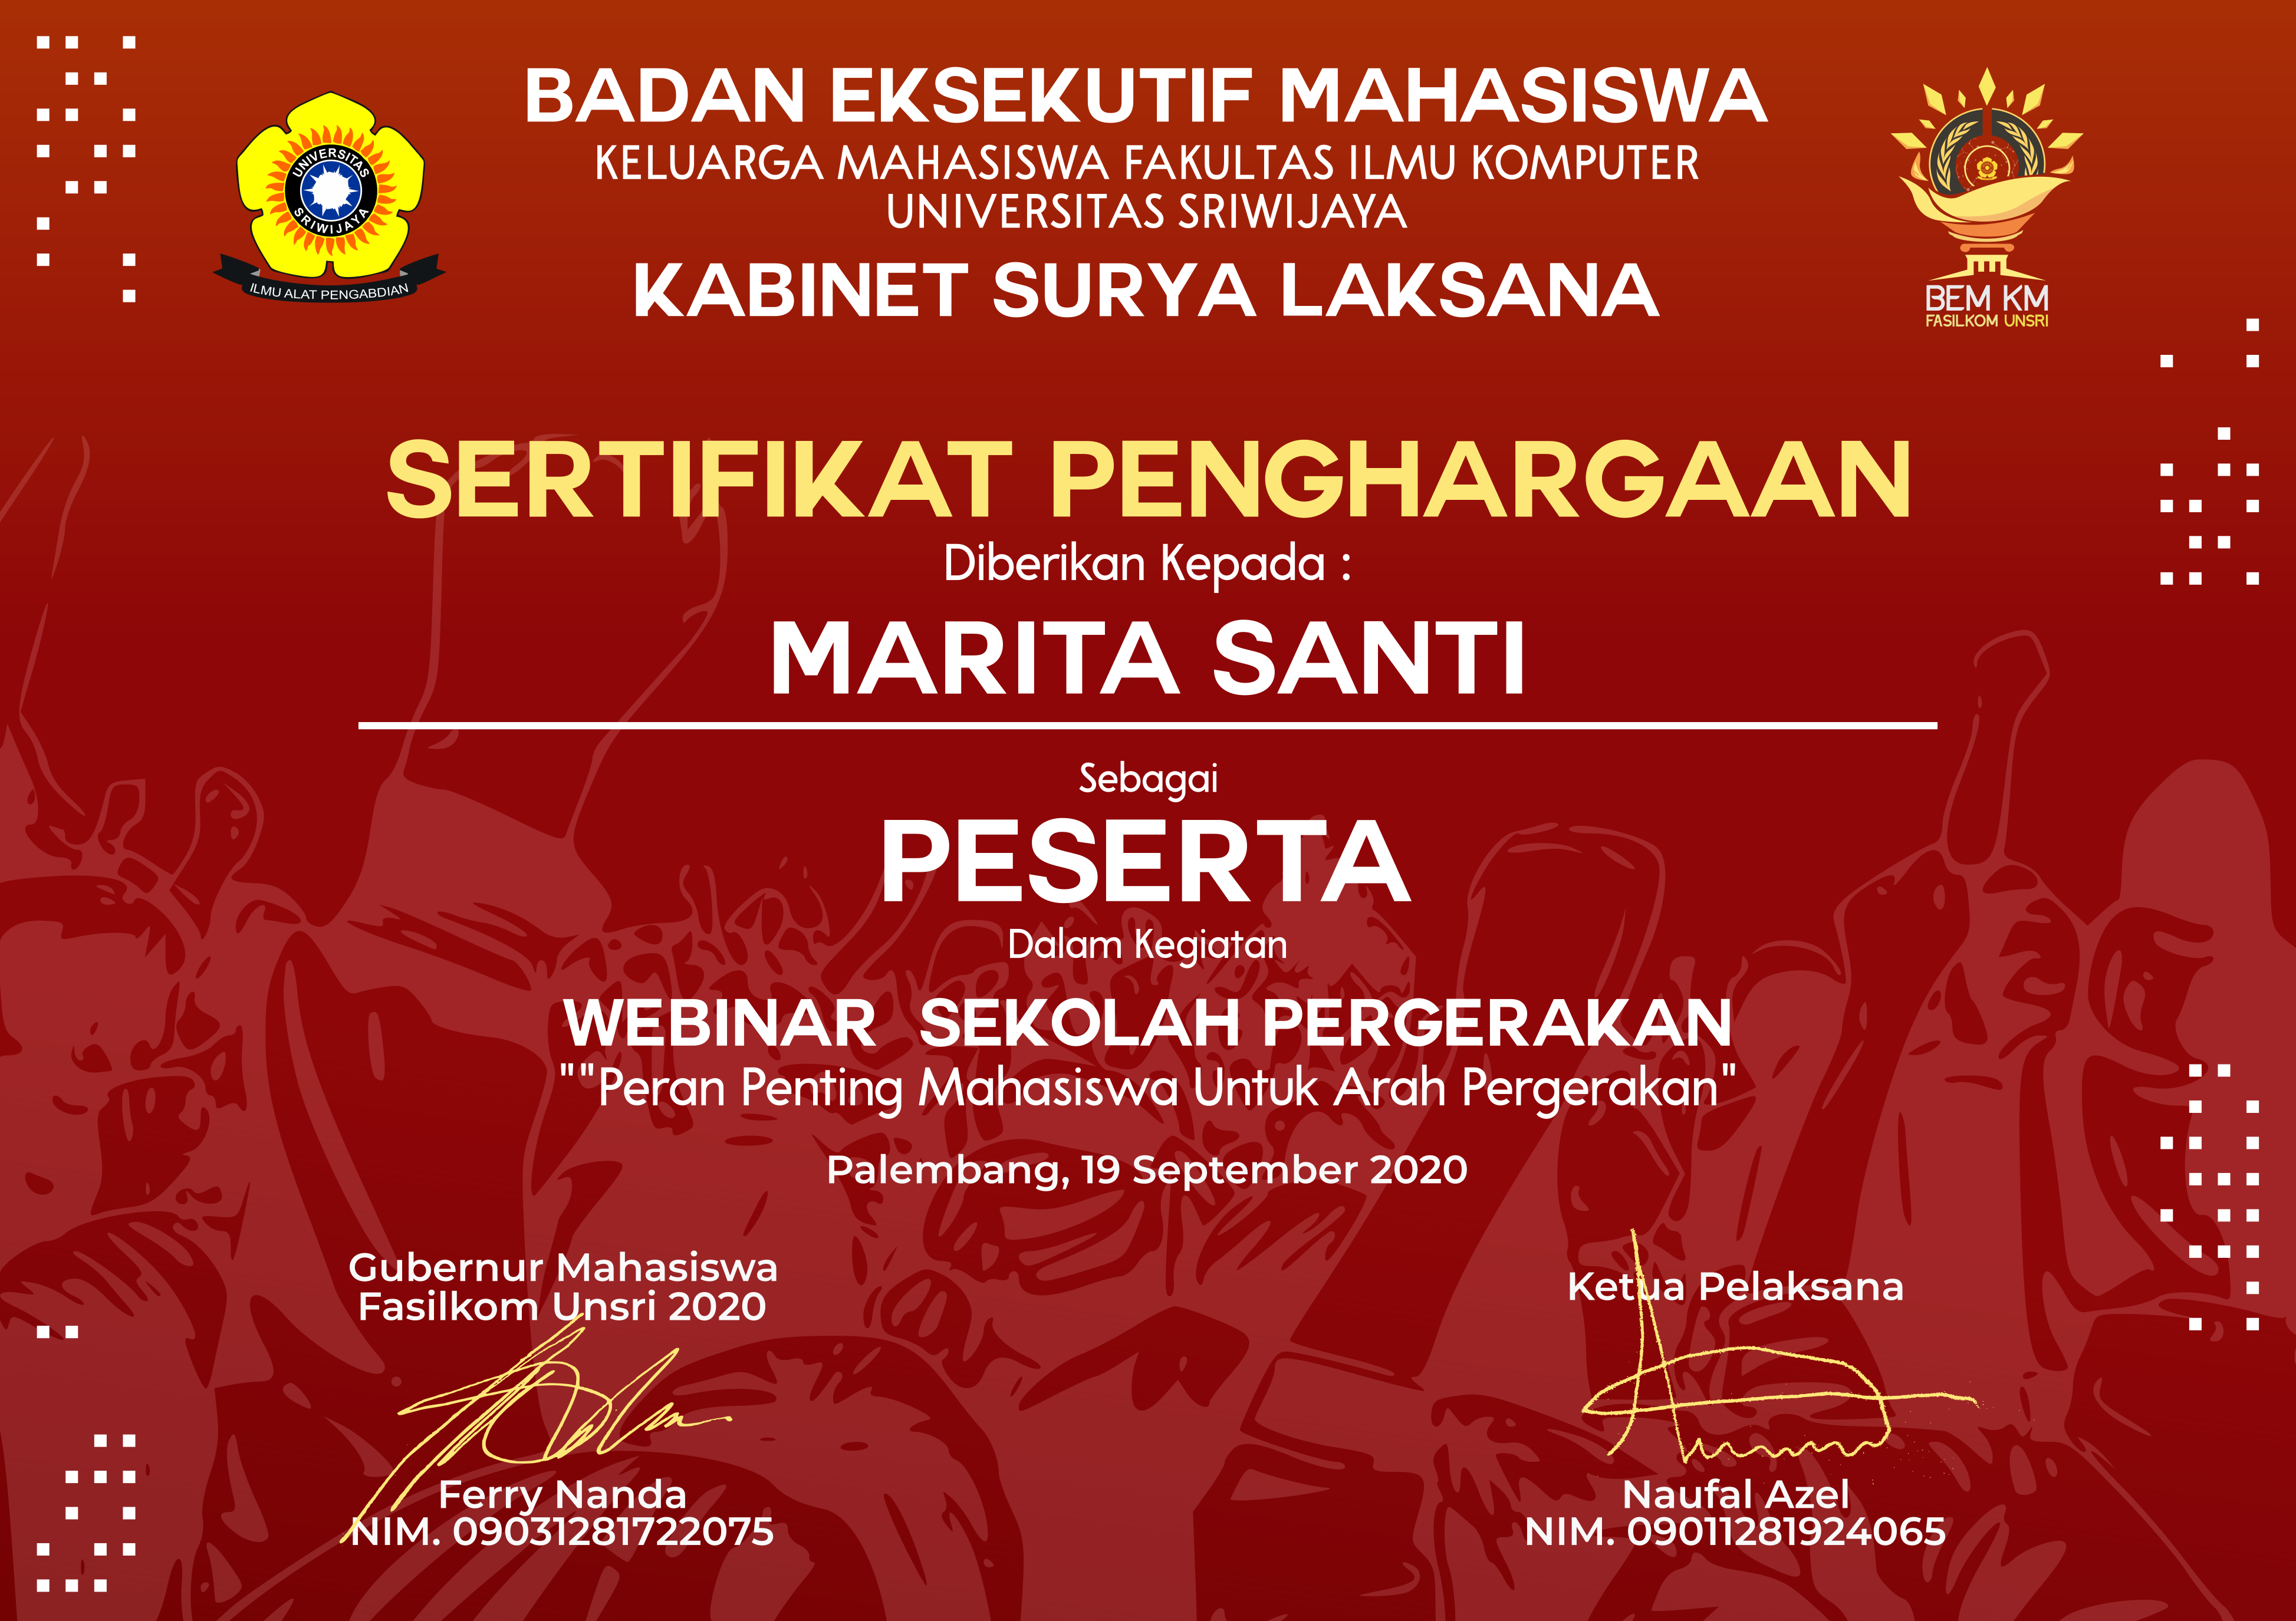 BADAN EKSEKUTIF MAHASISWA
KELUARGA MAHASISWA FAKULTAS ILMU KOMPUTER
UNIVERSITAS SRIWIJAYA
KABINET SURYA LAKSANA
UNIVERSITAS
SRIWIJAYA
ILMU ALAT PENGABDIAN
BEM KM
FASILKOM UNSRI
SERTIFIKAT PENGHARGAAN
Diberikan Kepada :
MARITA SANTI
Sebagai
PESERTA
Dalam Kegiatan
WEBINAR  SEKOLAH PERGERAKAN
""Peran Penting Mahasiswa Untuk Arah Pergerakan"
Palembang, 19 September 2020
Gubernur Mahasiswa
Fasilkom Unsri 2020
Ferry Nanda
NIM. 09031281722075
Ketua Pelaksana
Naufal Azel
NIM. 09011281924065